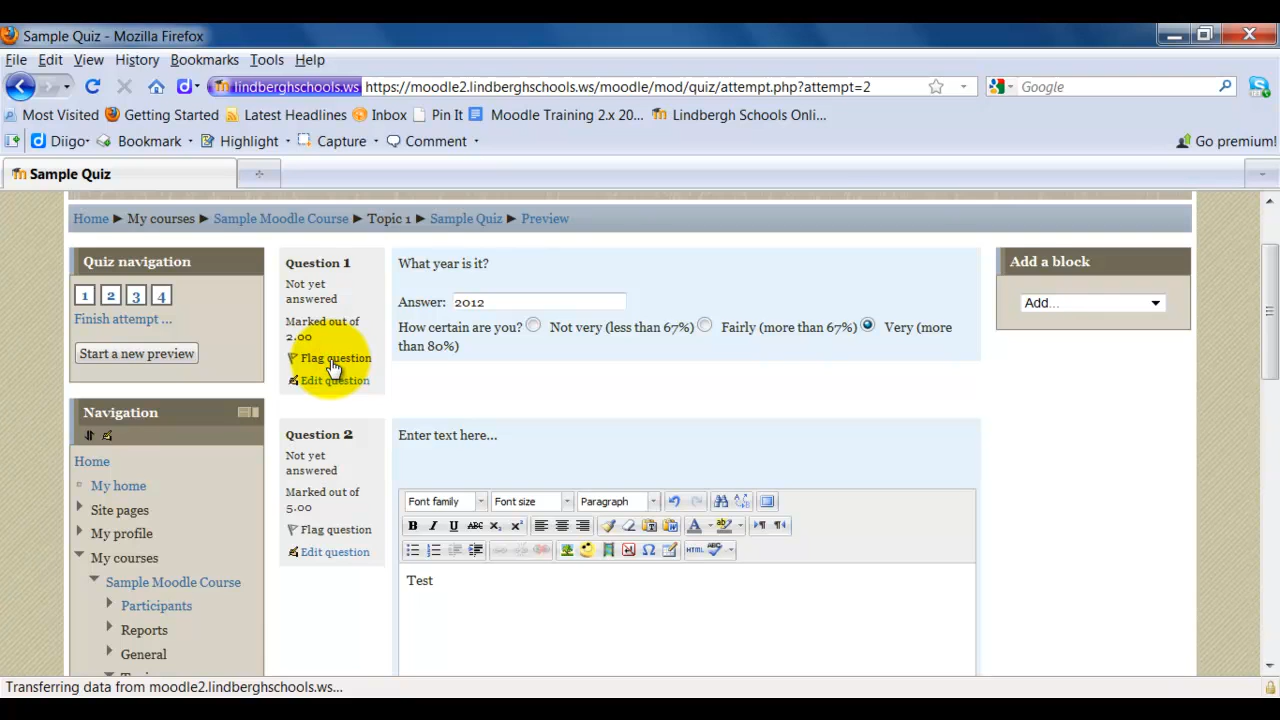 Sample Quiz - Mozilla Firefox
File Edit View History Bookmarks Tools Help
lindberghschools.ws https://moodle2.lindberghschools.ws/moodle/mod/quiz/attempt.php?attempt=2 Google
Most Visited Getting Started Latest Headlines Inbox Pin It Moodle Training 2.x 20... Lindbergh Schools Onli...
Diigo Bookmark Highlight Capture Comment Go premium!
Sample Quiz
Home ► My courses ► Sample Moodle Course ► Topic 1 ► Sample Quiz ► Preview
Quiz navigation
1 2 3 4
Finish attempt ...
Start a new preview
Navigation
Home
My home
Site pages
My profile
My courses
Sample Moodle Course
Participants
Reports
General
Question 1
Not yet
answered
Marked out of
2.00
Flag question
Edit question
What year is it?
Answer: 2012
How certain are you? Not very (less than 67%) Fairly (more than 67%) Very (more
than 80%)
Question 2
Not yet
answered
Marked out of
5.00
Flag question
Edit question
Enter text here...
Font family Font size Paragraph
B I U ABC X₂ X²
A ab
Ω HTML ABC
Test
Add a block
Add...
Transferring data from moodle2.lindberghschools.ws...